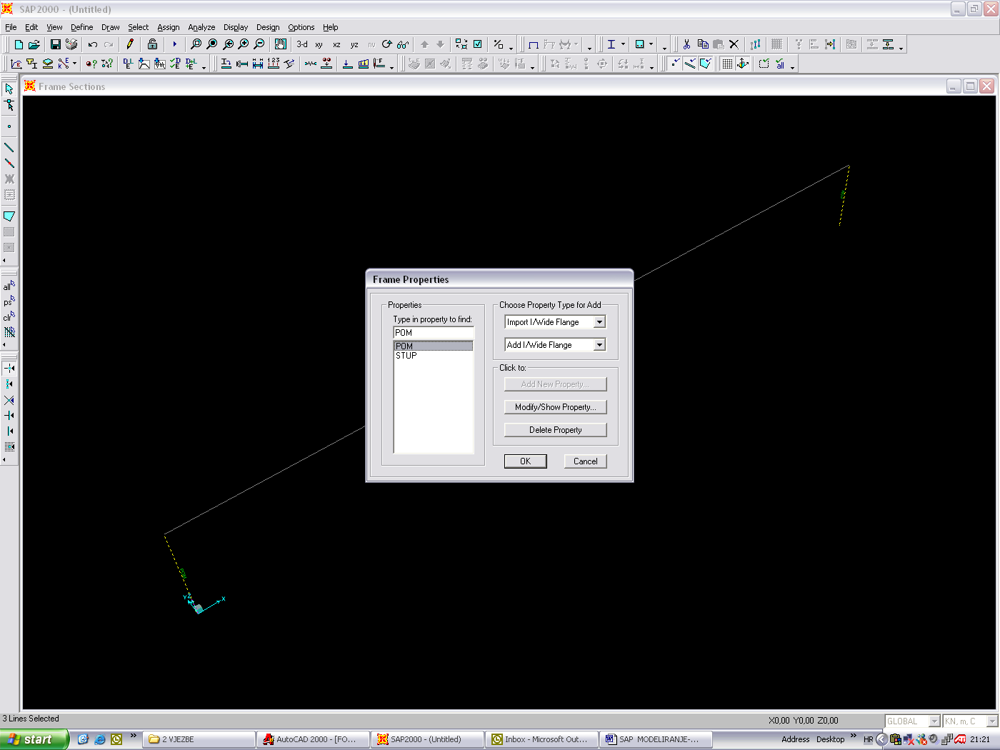 SAP2000 - (Untitled)
File Edit View Define Draw Select Assign Analyze Display Design Options Help
3-d xy xz yz nv
Frame Sections
all
ps
clr
POM
Frame Properties
Properties
Type in property to find:
POM
POM
STUP
Choose Property Type for Add
Import I/Wide Flange
Add I/Wide Flange
Click to:
Add New Property...
Modify/Show Property...
Delete Property
OK Cancel
POM
Y Z X
3 Lines Selected
X0,00 Y0,00 Z0,00
GLOBAL
KN, m, C
start
2 VJEZBE
AutoCAD 2000 - [FO...
SAP2000 - (Untitled)
Inbox - Microsoft Out...
SAP MODELIRANJE-...
Address Desktop
HR
21:21